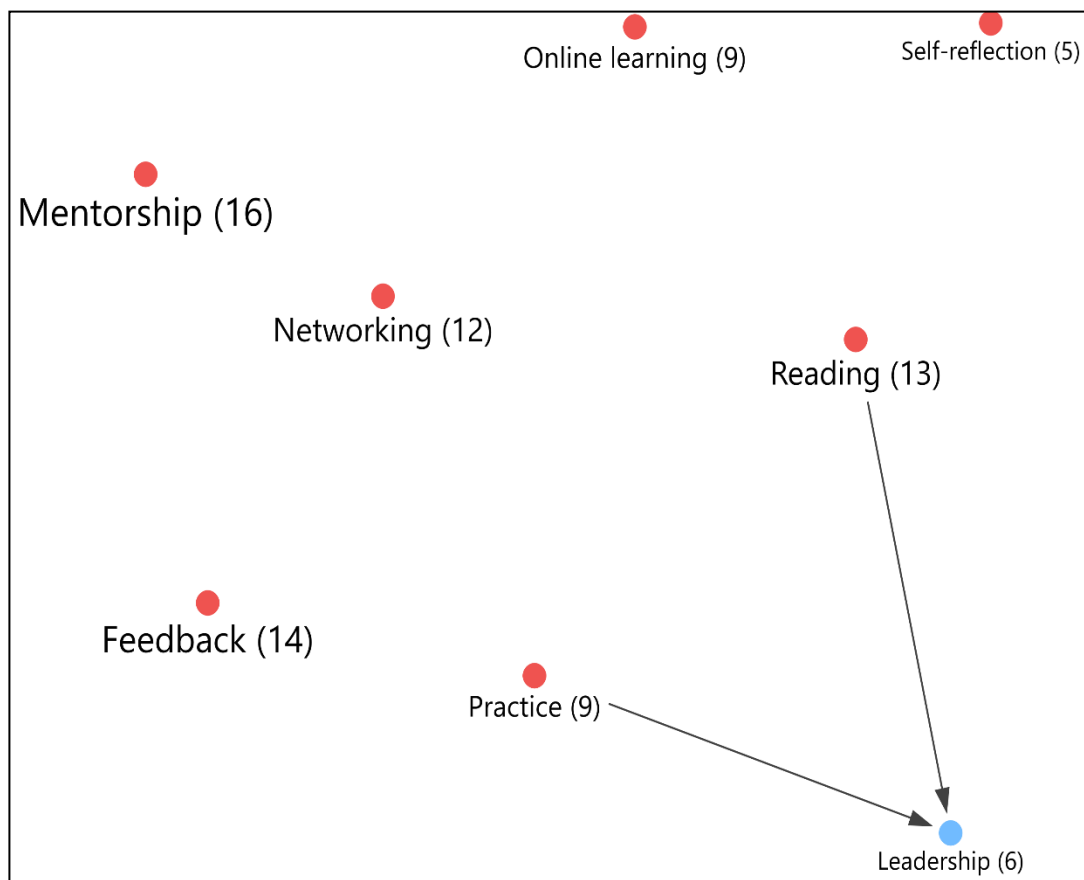 Online learning (9)
Self-reflection (5)
Mentorship (16)
Networking (12)
Reading (13)
Feedback (14)
Practice (9)
Leadership (6)